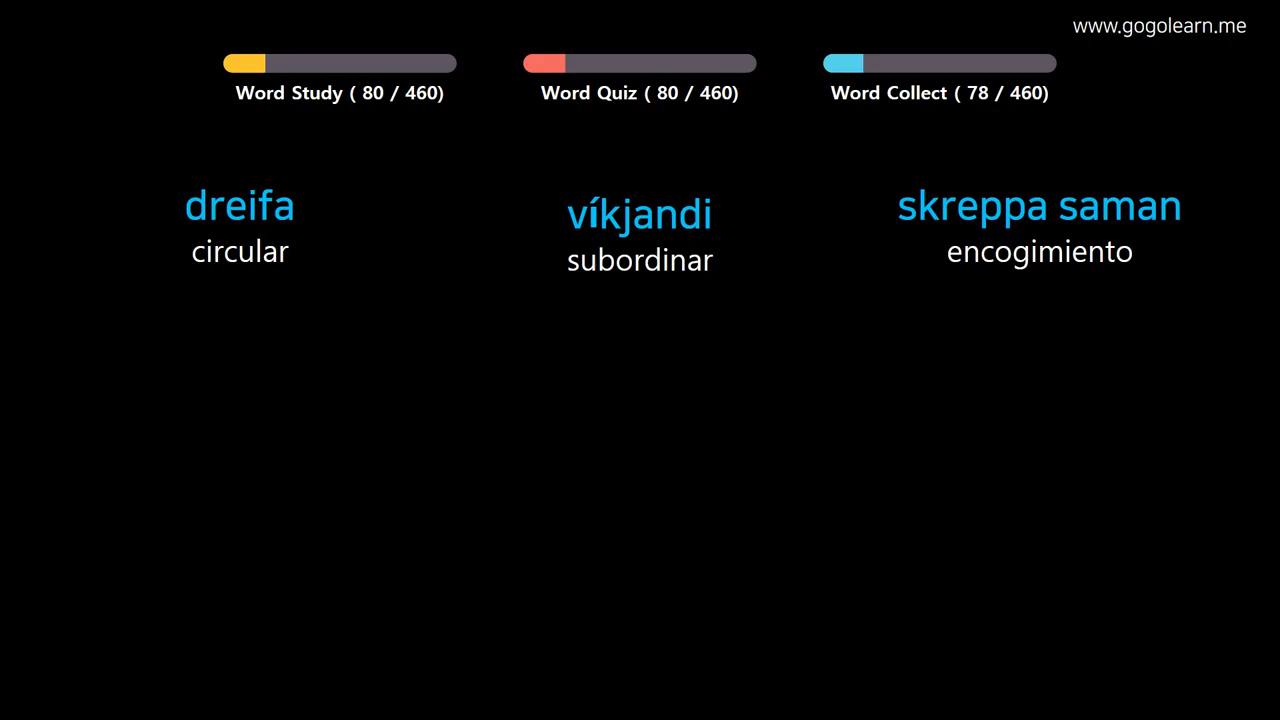 www.gogolearn.me
Word Study ( 80 / 460)
Word Quiz ( 80 / 460)
Word Collect ( 78 / 460)
dreifa
circular
víkjandi
subordinar
skreppa saman
encogimiento